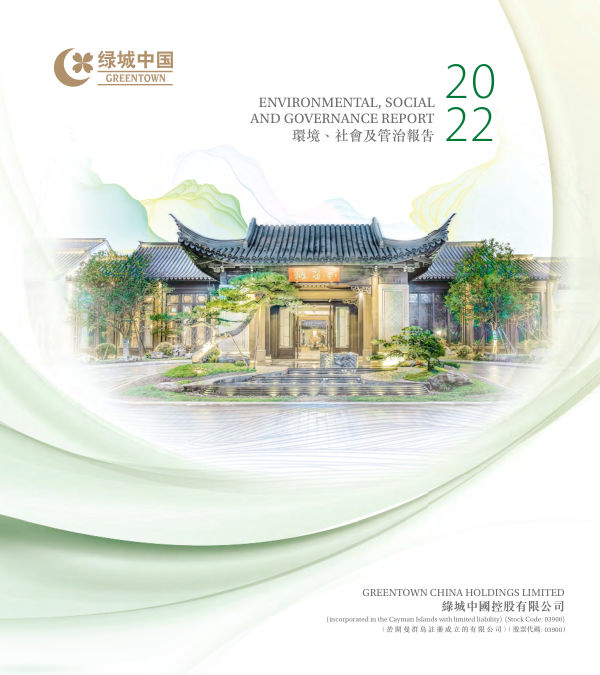 绿城中国
GREENTOWN
ENVIRONMENTAL, SOCIAL
AND GOVERNANCE REPORT
環境、社會及管治報告
20
22
GREENTOWN CHINA HOLDINGS LIMITED
綠城中國控股有限公司
(incorporated in the Cayman Islands with limited liability) (Stock Code: 03900)
(於開曼群島註冊成立的有限公司) (股票代碼: 03900)